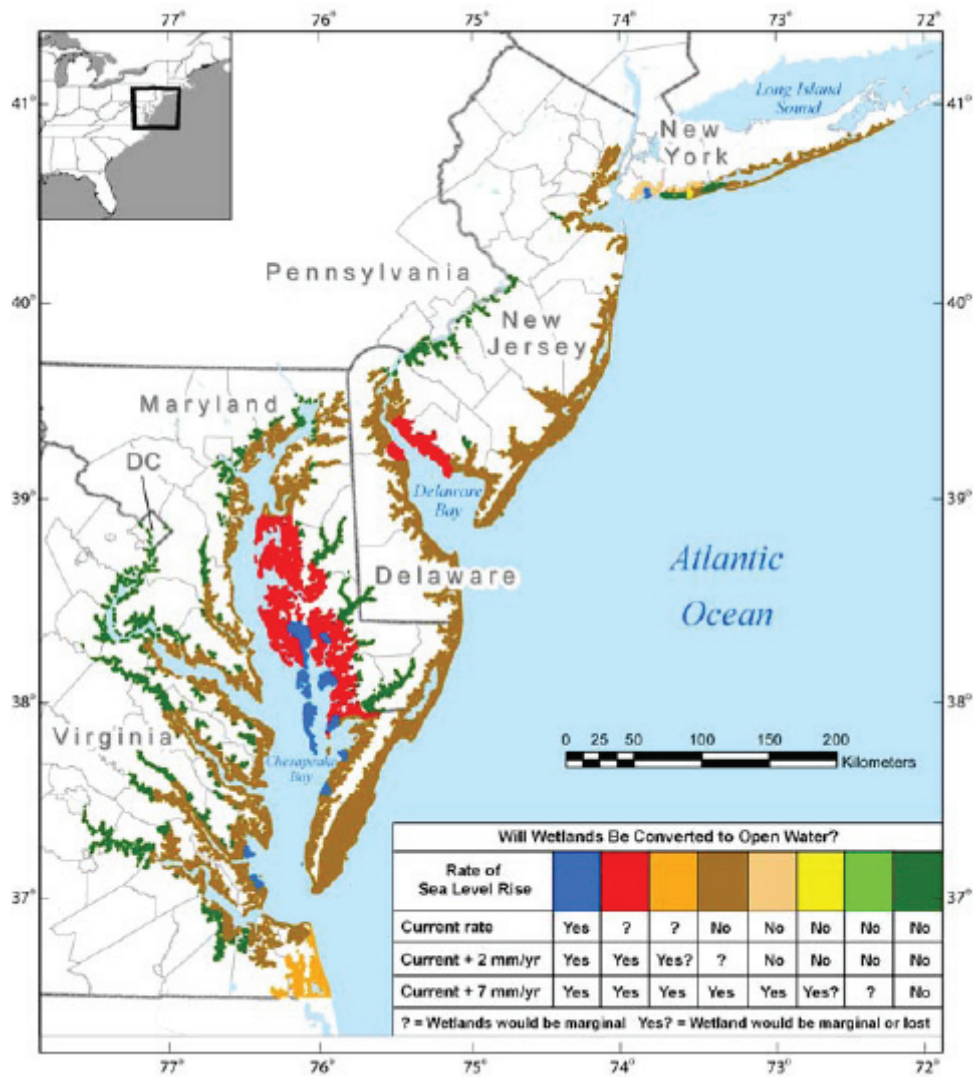 77° 76° 75° 74° 73° 72°
41°
Long Island
Sound
New
York
Pennsylvania
40°
40°
New
Jersey
Maryland
DC
39°
39°
Delaware
Bay
Delaware
Atlantic
Ocean
38°
38°
Virginia
Chesapeake
Bay
0 25 50 100 150 200
Kilometers
37°
37°
Will Wetlands Be Converted to Open Water?
Rate of
Sea Level Rise
Current rate Yes ? ? No No No No No
Current + 2 mm/yr Yes Yes Yes? ? No No No No
Current + 7 mm/yr Yes Yes Yes Yes Yes Yes? ? No
? = Wetlands would be marginal Yes? = Wetland would be marginal or lost
77° 76° 75° 74° 73° 72°